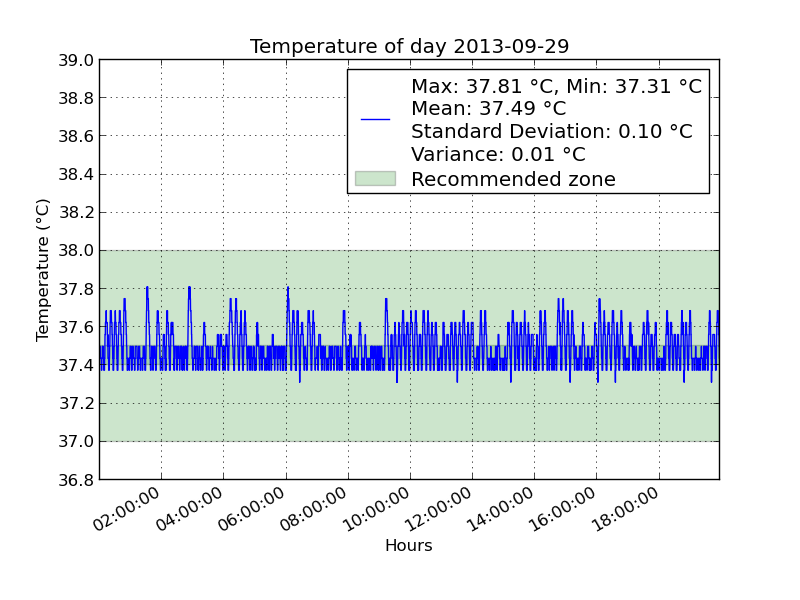 Temperature of day 2013-09-29
Max: 37.81 °C, Min: 37.31 °C
Mean: 37.49 °C
Standard Deviation: 0.10 °C
Variance: 0.01 °C
Recommended zone
Temperature (°C)
39.0
38.8
38.6
38.4
38.2
38.0
37.8
37.6
37.4
37.2
37.0
36.8
02:00:00
04:00:00
06:00:00
08:00:00
10:00:00
12:00:00
14:00:00
16:00:00
18:00:00
Hours